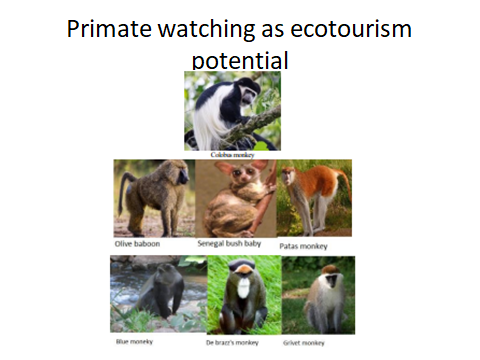 Primate watching as ecotourism
potential
Colobus monkey
Olive baboon
Senegal bush baby
Patas monkey
Blue moneky
De brazz's monkey
Grivet monkey